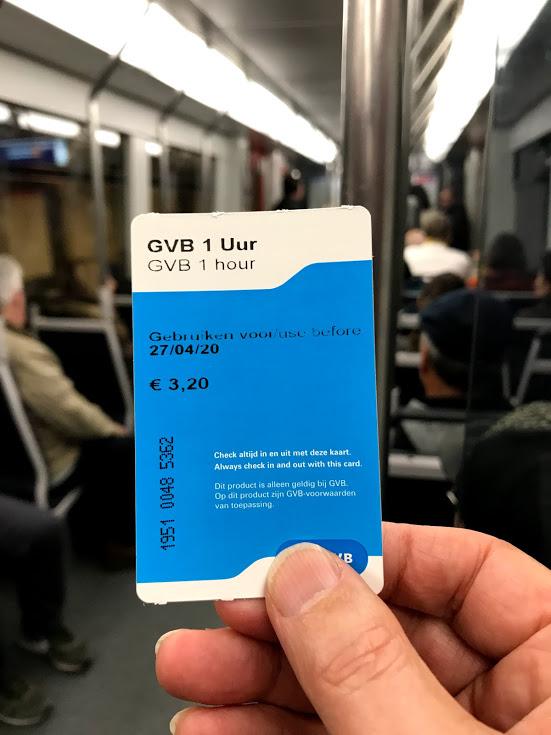 GVB 1 Uur
GVB 1 hour
Gebruiken voor/use before
27/04/20
€ 3,20
1951 0048 5362
Check altijd in en uit met deze kaart.
Always check in and out with this card.
Dit product is alleen geldig bij GVB.
Op dit product zijn GVB-voorwaarden
van toepassing.
VB